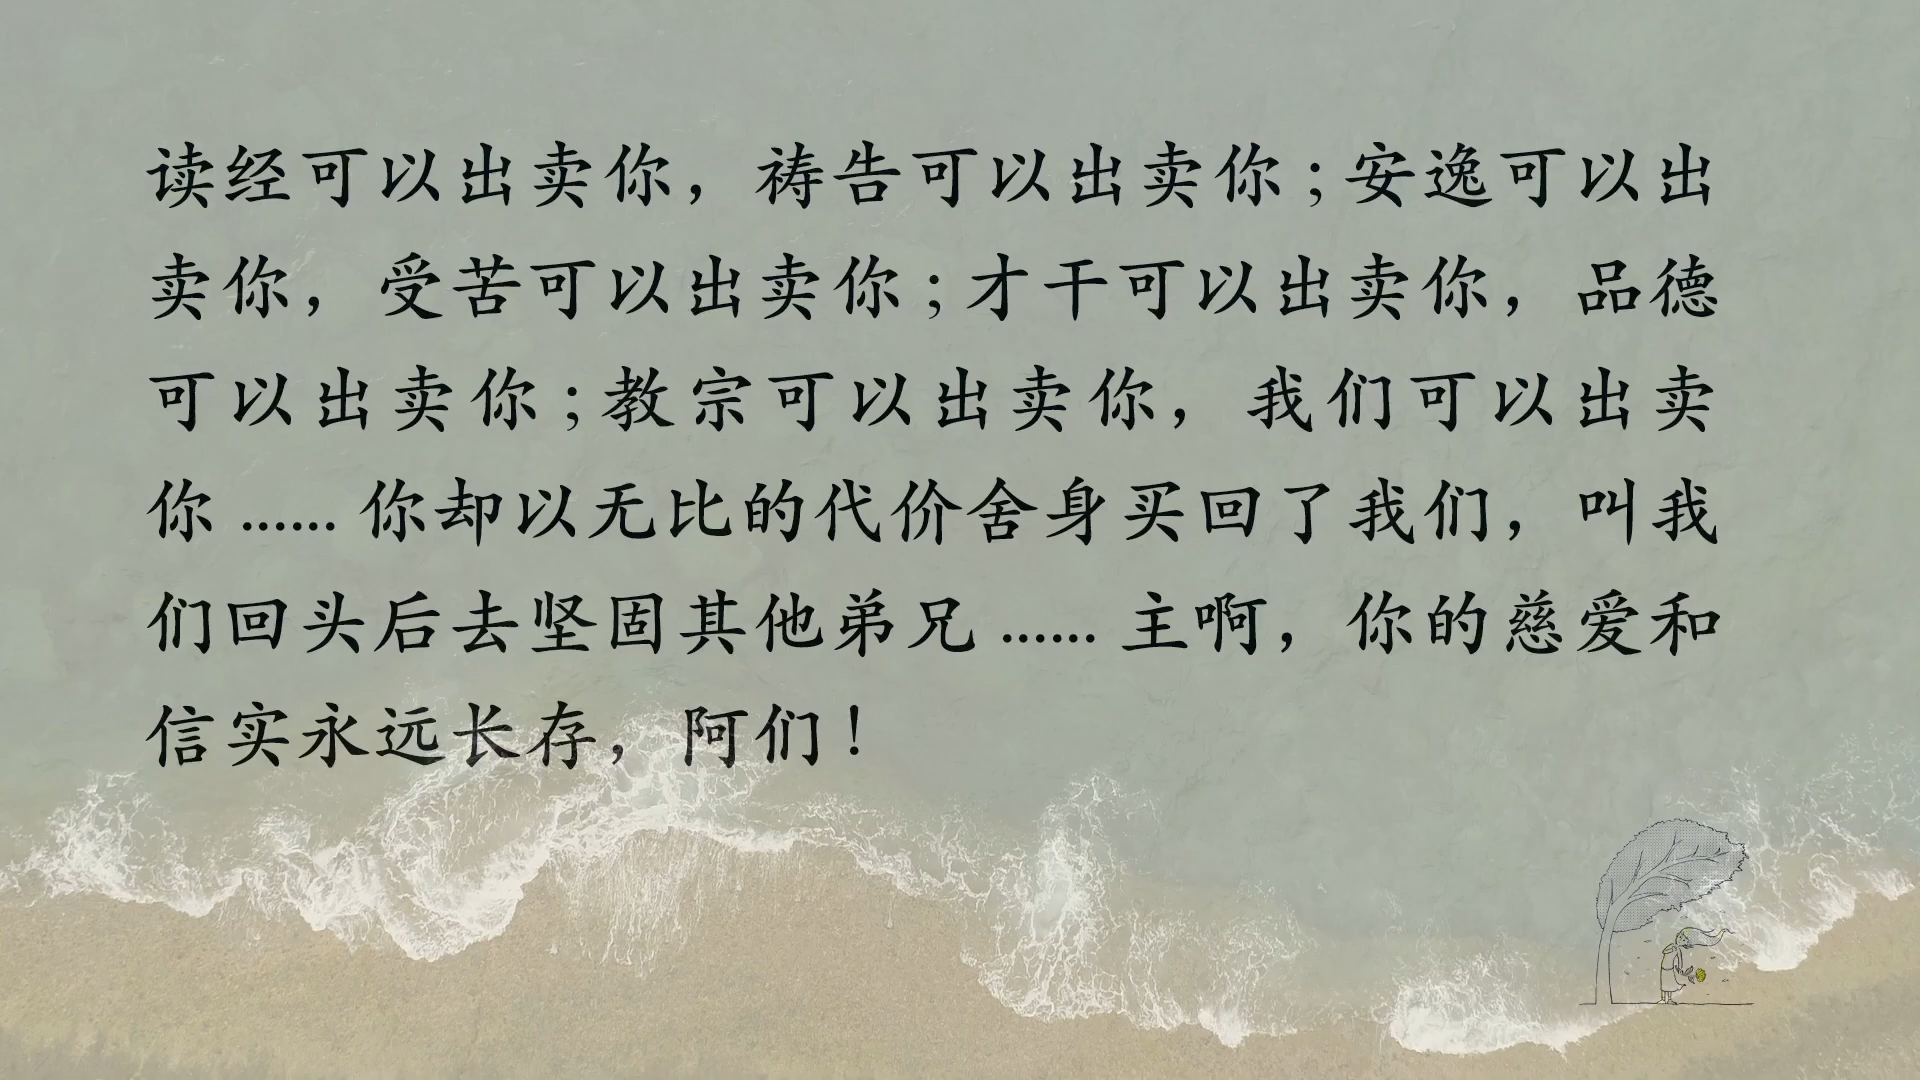 读经可以出卖你，祷告可以出卖你；安逸可以出
卖你，受苦可以出卖你；才干可以出卖你，品德
可以出卖你；教宗可以出卖你，我们可以出卖
你……你却以无比的代价舍身买回了我们，叫我
们回头后去坚固其他弟兄……主啊，你的慈爱和
信实永远长存，阿们！